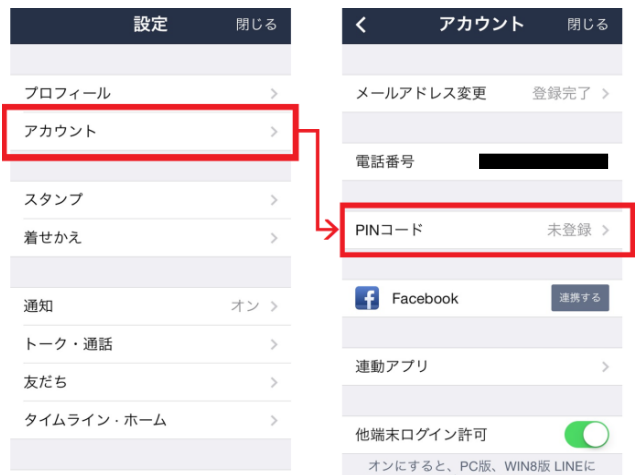 設定 閉じる
プロフィール
アカウント
スタンプ
着せかえ
通知 オン
トーク・通話
友だち
タイムライン・ホーム
アカウント 閉じる
メールアドレス変更 登録完了
電話番号
PINコード 未登録
Facebook 連携する
連動アプリ
他端末ログイン許可
オンにすると、PC版、WIN8版 LINEに